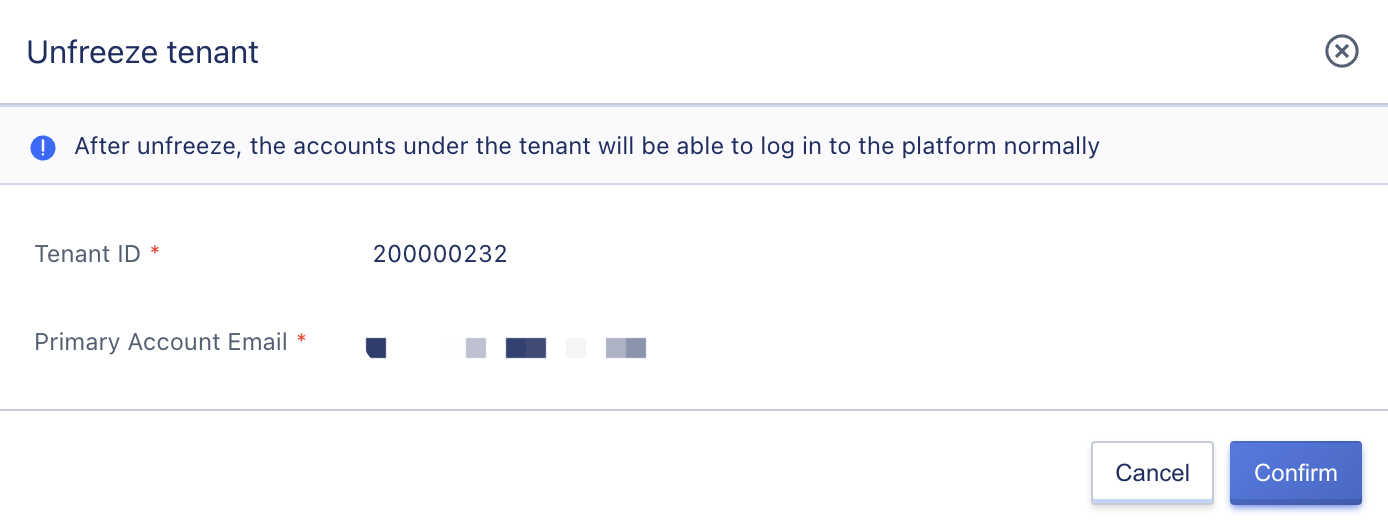 Unfreeze tenant
After unfreeze, the accounts under the tenant will be able to log in to the platform normally
Tenant ID * 200000232
Primary Account Email *
Cancel Confirm